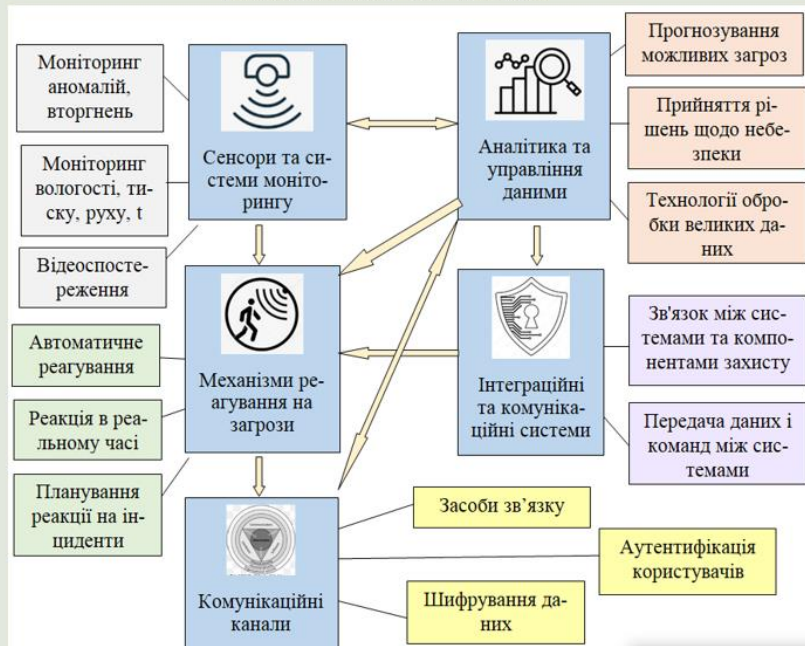 Моніторинг
аномалій,
вторгнень
Моніторинг
вологості, ти-
ску, руху, t
Відеоспосте-
реження
Сенсори та си-
стеми моніто-
рингу
Аналітика та
управління
даними
Прогнозування
можливих загроз
Прийняття рі-
шень щодо небе-
зпеки
Технології обро-
бки великих да-
них
Автоматичне
реагування
Реакція в ре-
альному часі
Планування
реакції на ін-
циденти
Механізми ре-
агування на
загрози
Інтеграційні
та комуніка-
ційні системи
Зв'язок між сис-
темами та компо-
нентами захисту
Передача даних і
команд між сис-
темами
Комунікаційні
канали
Засоби зв’язку
Аутентифікація
користувачів
Шифрування да-
них